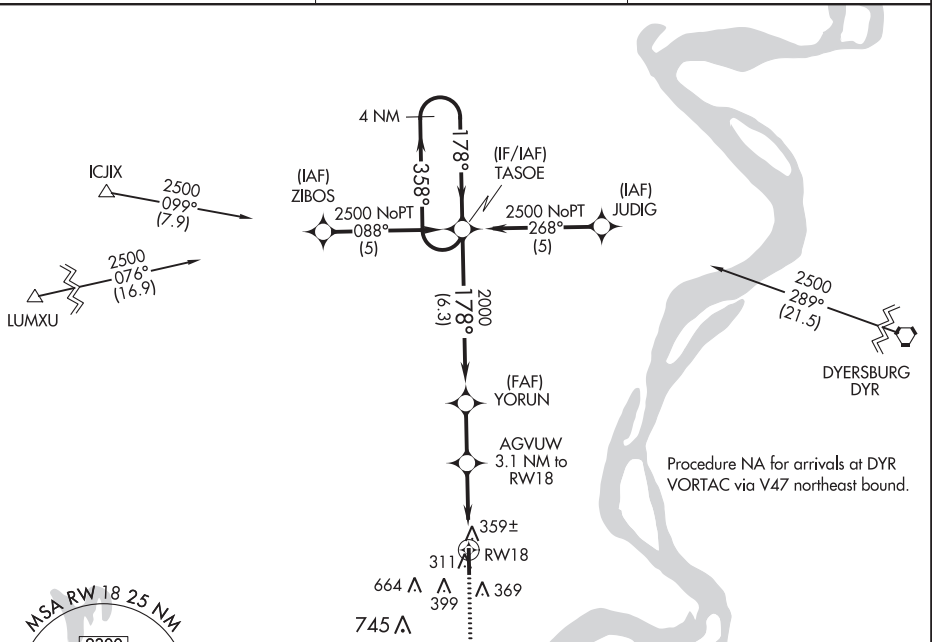 4 NM
178°
358°
(IF/IAF)
TASOE
ICJIX
2500
099°
(7.9)
(IAF)
ZIBOS
2500 NoPT
088°
(5)
2500 NoPT
268°
(5)
(IAF)
JUDIG
2500
076°
(16.9)
LUMXU
2000
178°
(6.3)
2500
289°
(21.5)
DYERSBURG
DYR
(FAF)
YORUN
AGVUW
3.1 NM to
RW18
Procedure NA for arrivals at DYR
VORTAC via V47 northeast bound.
359±
311
RW18
664
399
369
745
MSA RW 18 25 NM